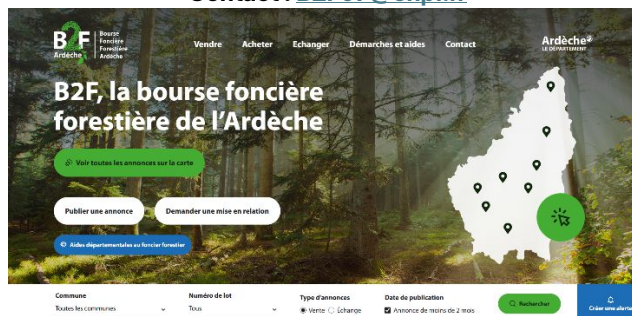 B2F
Ardèche
Bourse
Foncière
Forestière
Ardèche
Vendre
Acheter
Echanger
Démarches et aides
Contact
Ardèche
LE DÉPARTEMENT
B2F, la bourse foncière
forestière de l'Ardèche
Voir toutes les annonces sur la carte
Publier une annonce
Demander une mise en relation
Aides départementales au foncier forestier
Commune
Numéro de lot
Type d'annonces
Date de publication
Toutes les communes
Tous
Vente
Echange
Annonce de moins de 2 mois
Rechercher
Créer une alerte